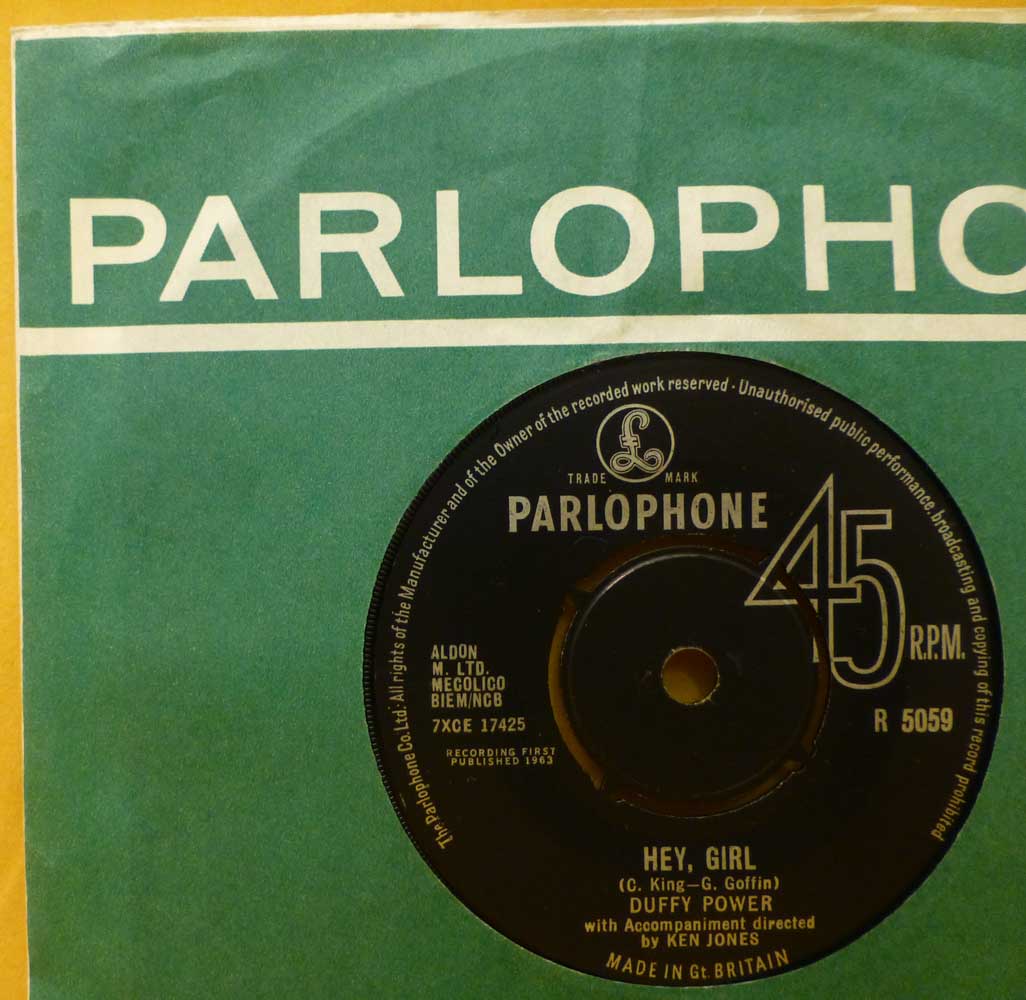 PARLOPHO
The Parlophone Co. Ltd. All rights of the Manufacturer and of the Owner of the recorded work reserved · Unauthorised public performance, broadcasting and copying of this record prohibited
£
TRADE MARK
PARLOPHONE
45
R.P.M.
ALDON
M. LTD.
MECOLICO
BIEM/NCB
7XCE 17425
R 5059
RECORDING FIRST
PUBLISHED 1963
HEY, GIRL
(C. King—G. Goffin)
DUFFY POWER
with Accompaniment directed
by KEN JONES
MADE IN Gt. BRITAIN